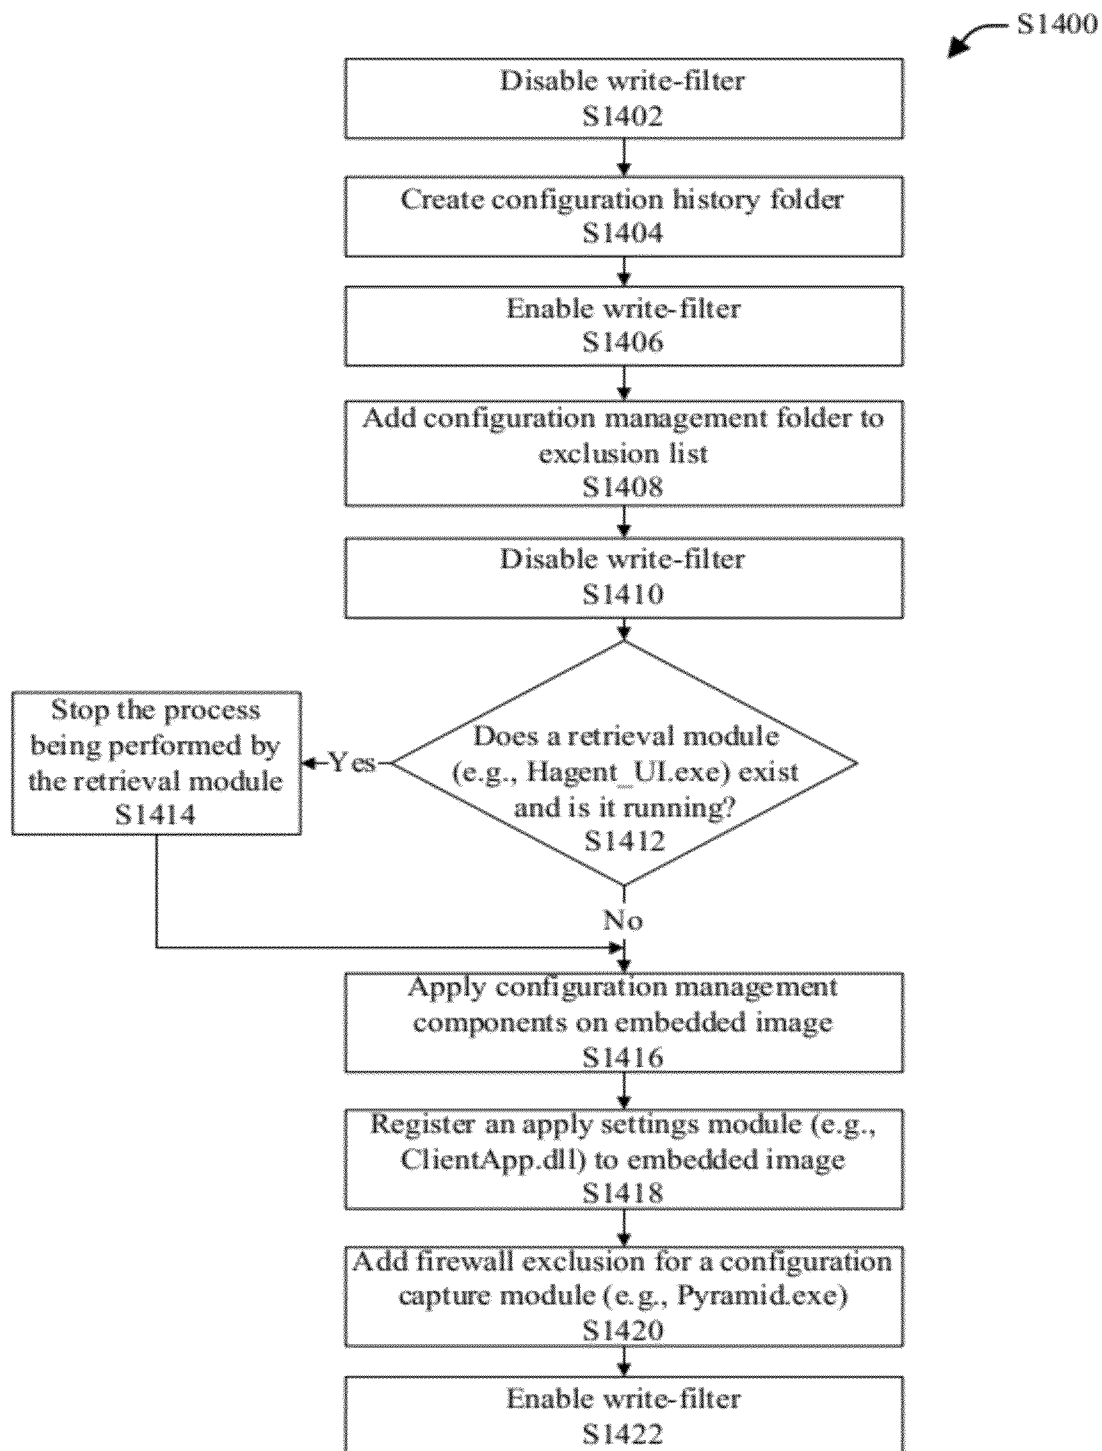 S1400
Disable write-filter
S1402
Create configuration history folder
S1404
Enable write-filter
S1406
Add configuration management folder to
exclusion list
S1408
Disable write-filter
S1410
Does a retrieval module
(e.g., Hagent_UI.exe) exist
and is it running?
S1412
Yes
Stop the process
being performed by
the retrieval module
S1414
No
Apply configuration management
components on embedded image
S1416
Register an apply settings module (e.g.,
ClientApp.dll) to embedded image
S1418
Add firewall exclusion for a configuration
capture module (e.g., Pyramid.exe)
S1420
Enable write-filter
S1422